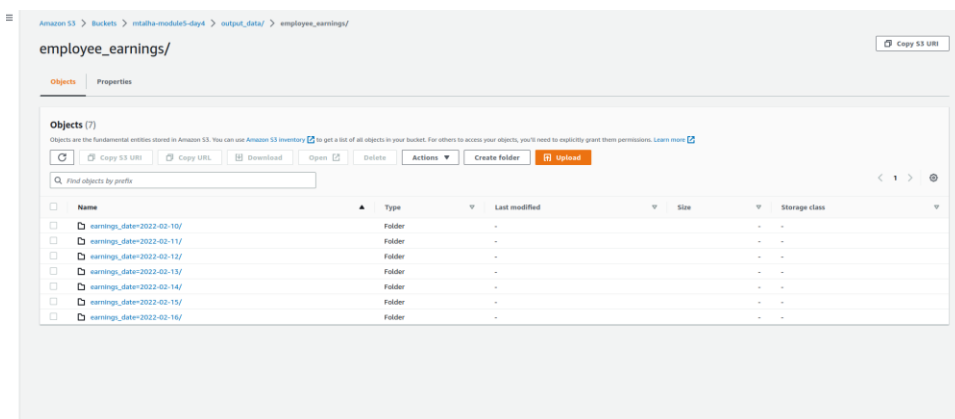 Amazon S3 > Buckets > mtalha-module5-day4 > output_data/ > employee_earnings/
employee_earnings/
Copy S3 URI
Objects Properties
Objects (7)
Objects are the fundamental entities stored in Amazon S3. You can use Amazon S3 inventory to get a list of all objects in your bucket. For others to access your objects, you'll need to explicitly grant them permissions. Learn more
Copy S3 URI Copy URL Download Open Delete Actions Create folder Upload
Find objects by prefix
< 1 >
Name Type Last modified Size Storage class
earnings_date=2022-02-10/ Folder - - -
earnings_date=2022-02-11/ Folder - - -
earnings_date=2022-02-12/ Folder - - -
earnings_date=2022-02-13/ Folder - - -
earnings_date=2022-02-14/ Folder - - -
earnings_date=2022-02-15/ Folder - - -
earnings_date=2022-02-16/ Folder - - -